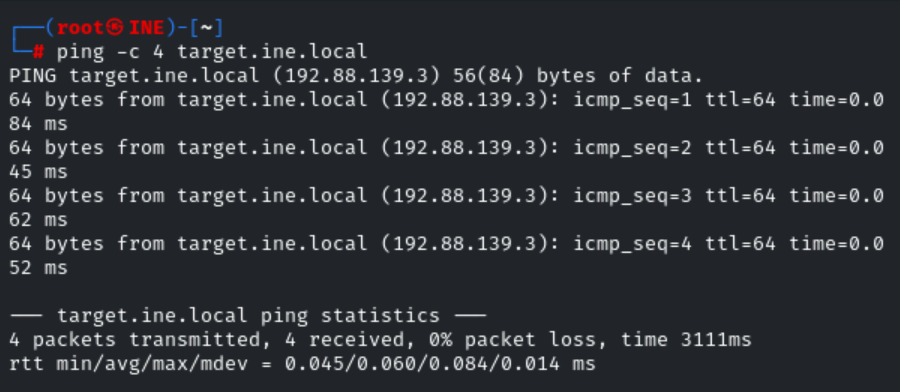 ┌──(root㉿INE)-[~]
└─# ping -c 4 target.ine.local
PING target.ine.local (192.88.139.3) 56(84) bytes of data.
64 bytes from target.ine.local (192.88.139.3): icmp_seq=1 ttl=64 time=0.0
84 ms
64 bytes from target.ine.local (192.88.139.3): icmp_seq=2 ttl=64 time=0.0
45 ms
64 bytes from target.ine.local (192.88.139.3): icmp_seq=3 ttl=64 time=0.0
62 ms
64 bytes from target.ine.local (192.88.139.3): icmp_seq=4 ttl=64 time=0.0
52 ms

--- target.ine.local ping statistics ---
4 packets transmitted, 4 received, 0% packet loss, time 3111ms
rtt min/avg/max/mdev = 0.045/0.060/0.084/0.014 ms